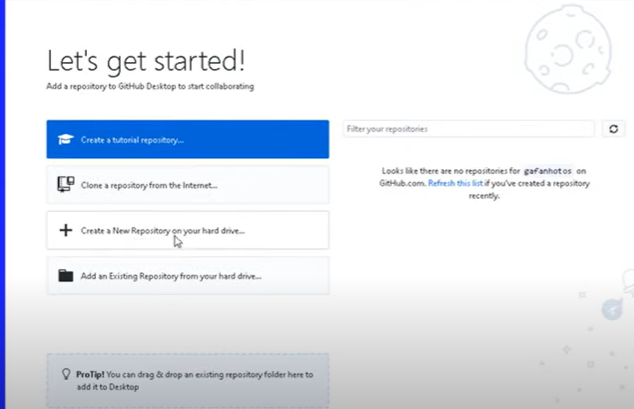 Let's get started!
Add a repository to GitHub Desktop to start collaborating
Create a tutorial repository...
Clone a repository from the Internet...
Create a New Repository on your hard drive...
Add an Existing Repository from your hard drive...
ProTip! You can drag & drop an existing repository folder here to
add it to Desktop
Filter your repositories
Looks like there are no repositories for gafanhotos on
GitHub.com. Refresh this list if you've created a repository
recently.